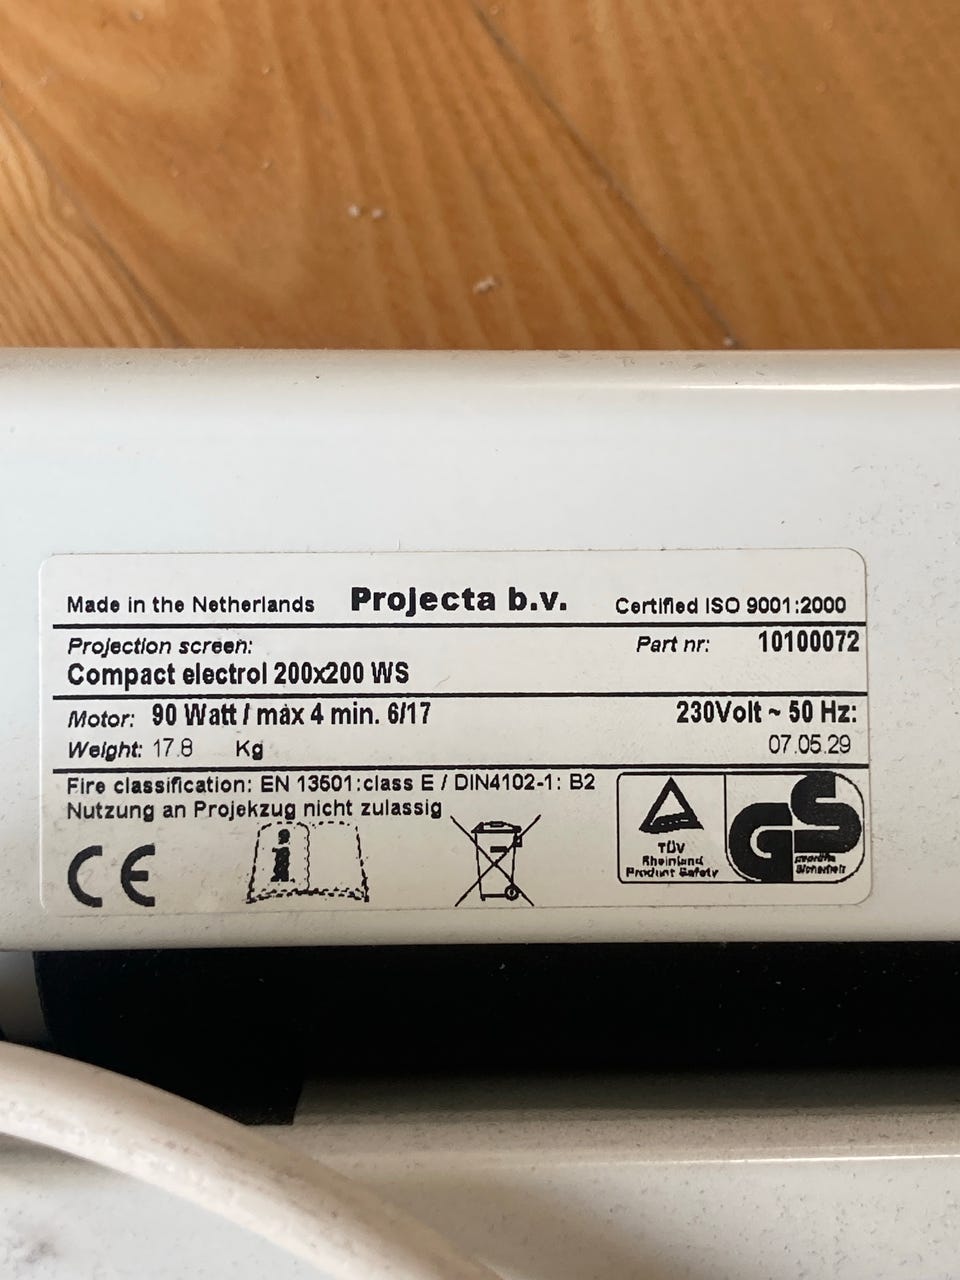 Made in the Netherlands Projecta b.v. Certified ISO 9001:2000
Projection screen: Part nr: 10100072
Compact electrol 200x200 WS
Motor: 90 Watt / max 4 min. 6/17 230Volt ~ 50 Hz:
Weight: 17.8 Kg 07.05.29
Fire classification: EN 13501:class E / DIN4102-1: B2
Nutzung an Projekzug nicht zulassig
CE i TÜV
Rheinland
Product Safety
GS
geprüfte
Sicherheit